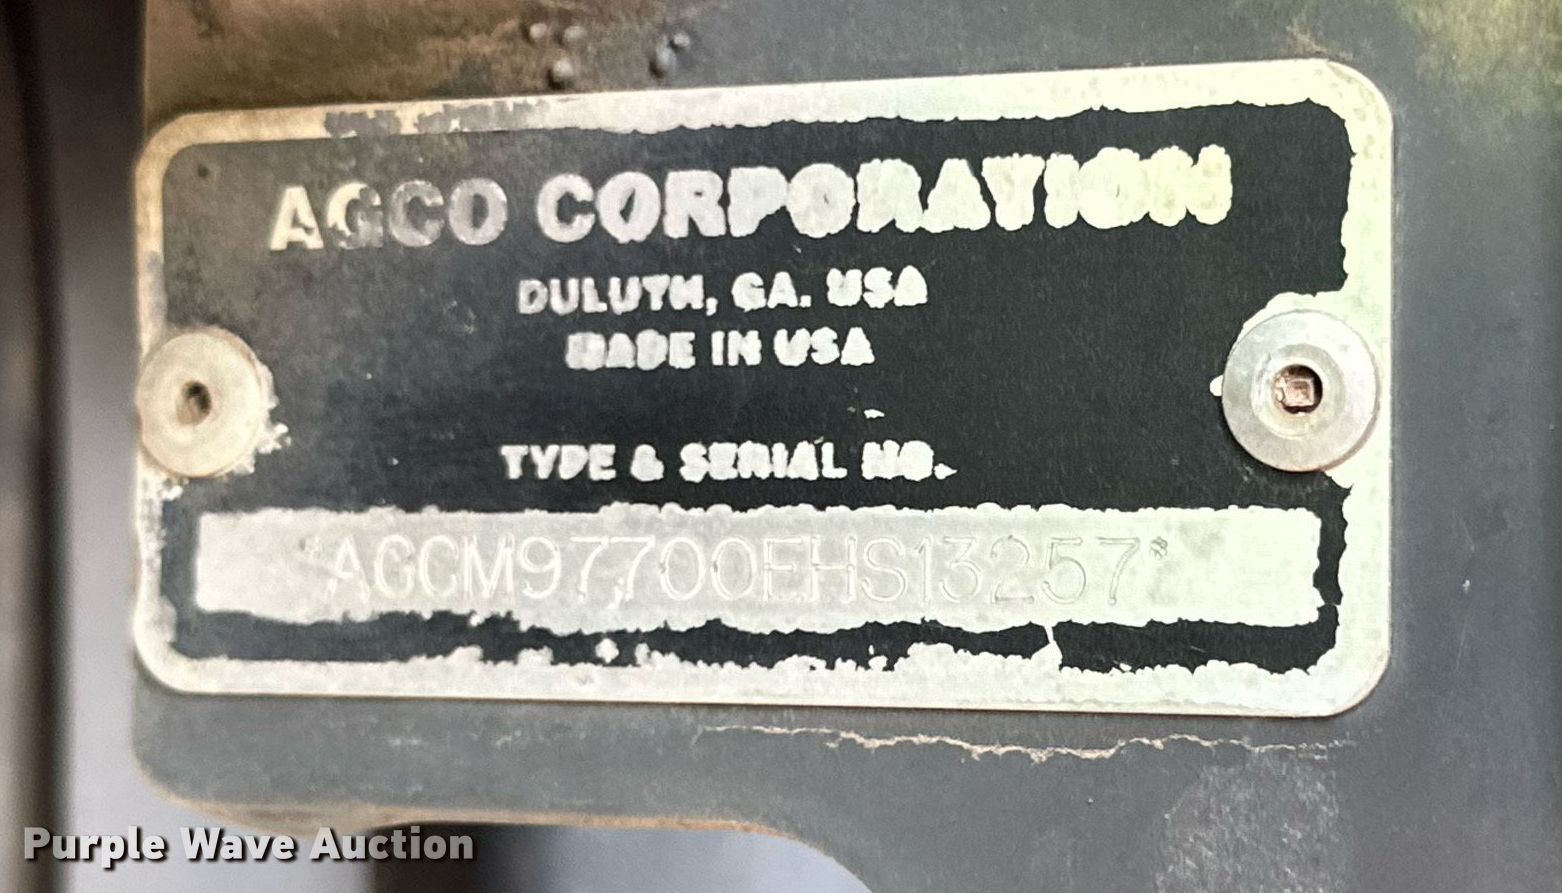 AGCO CORPORATION
DULUTH, GA. USA
MADE IN USA
TYPE & SERIAL NO.
*AGCM97700EHS13257*
Purple Wave Auction